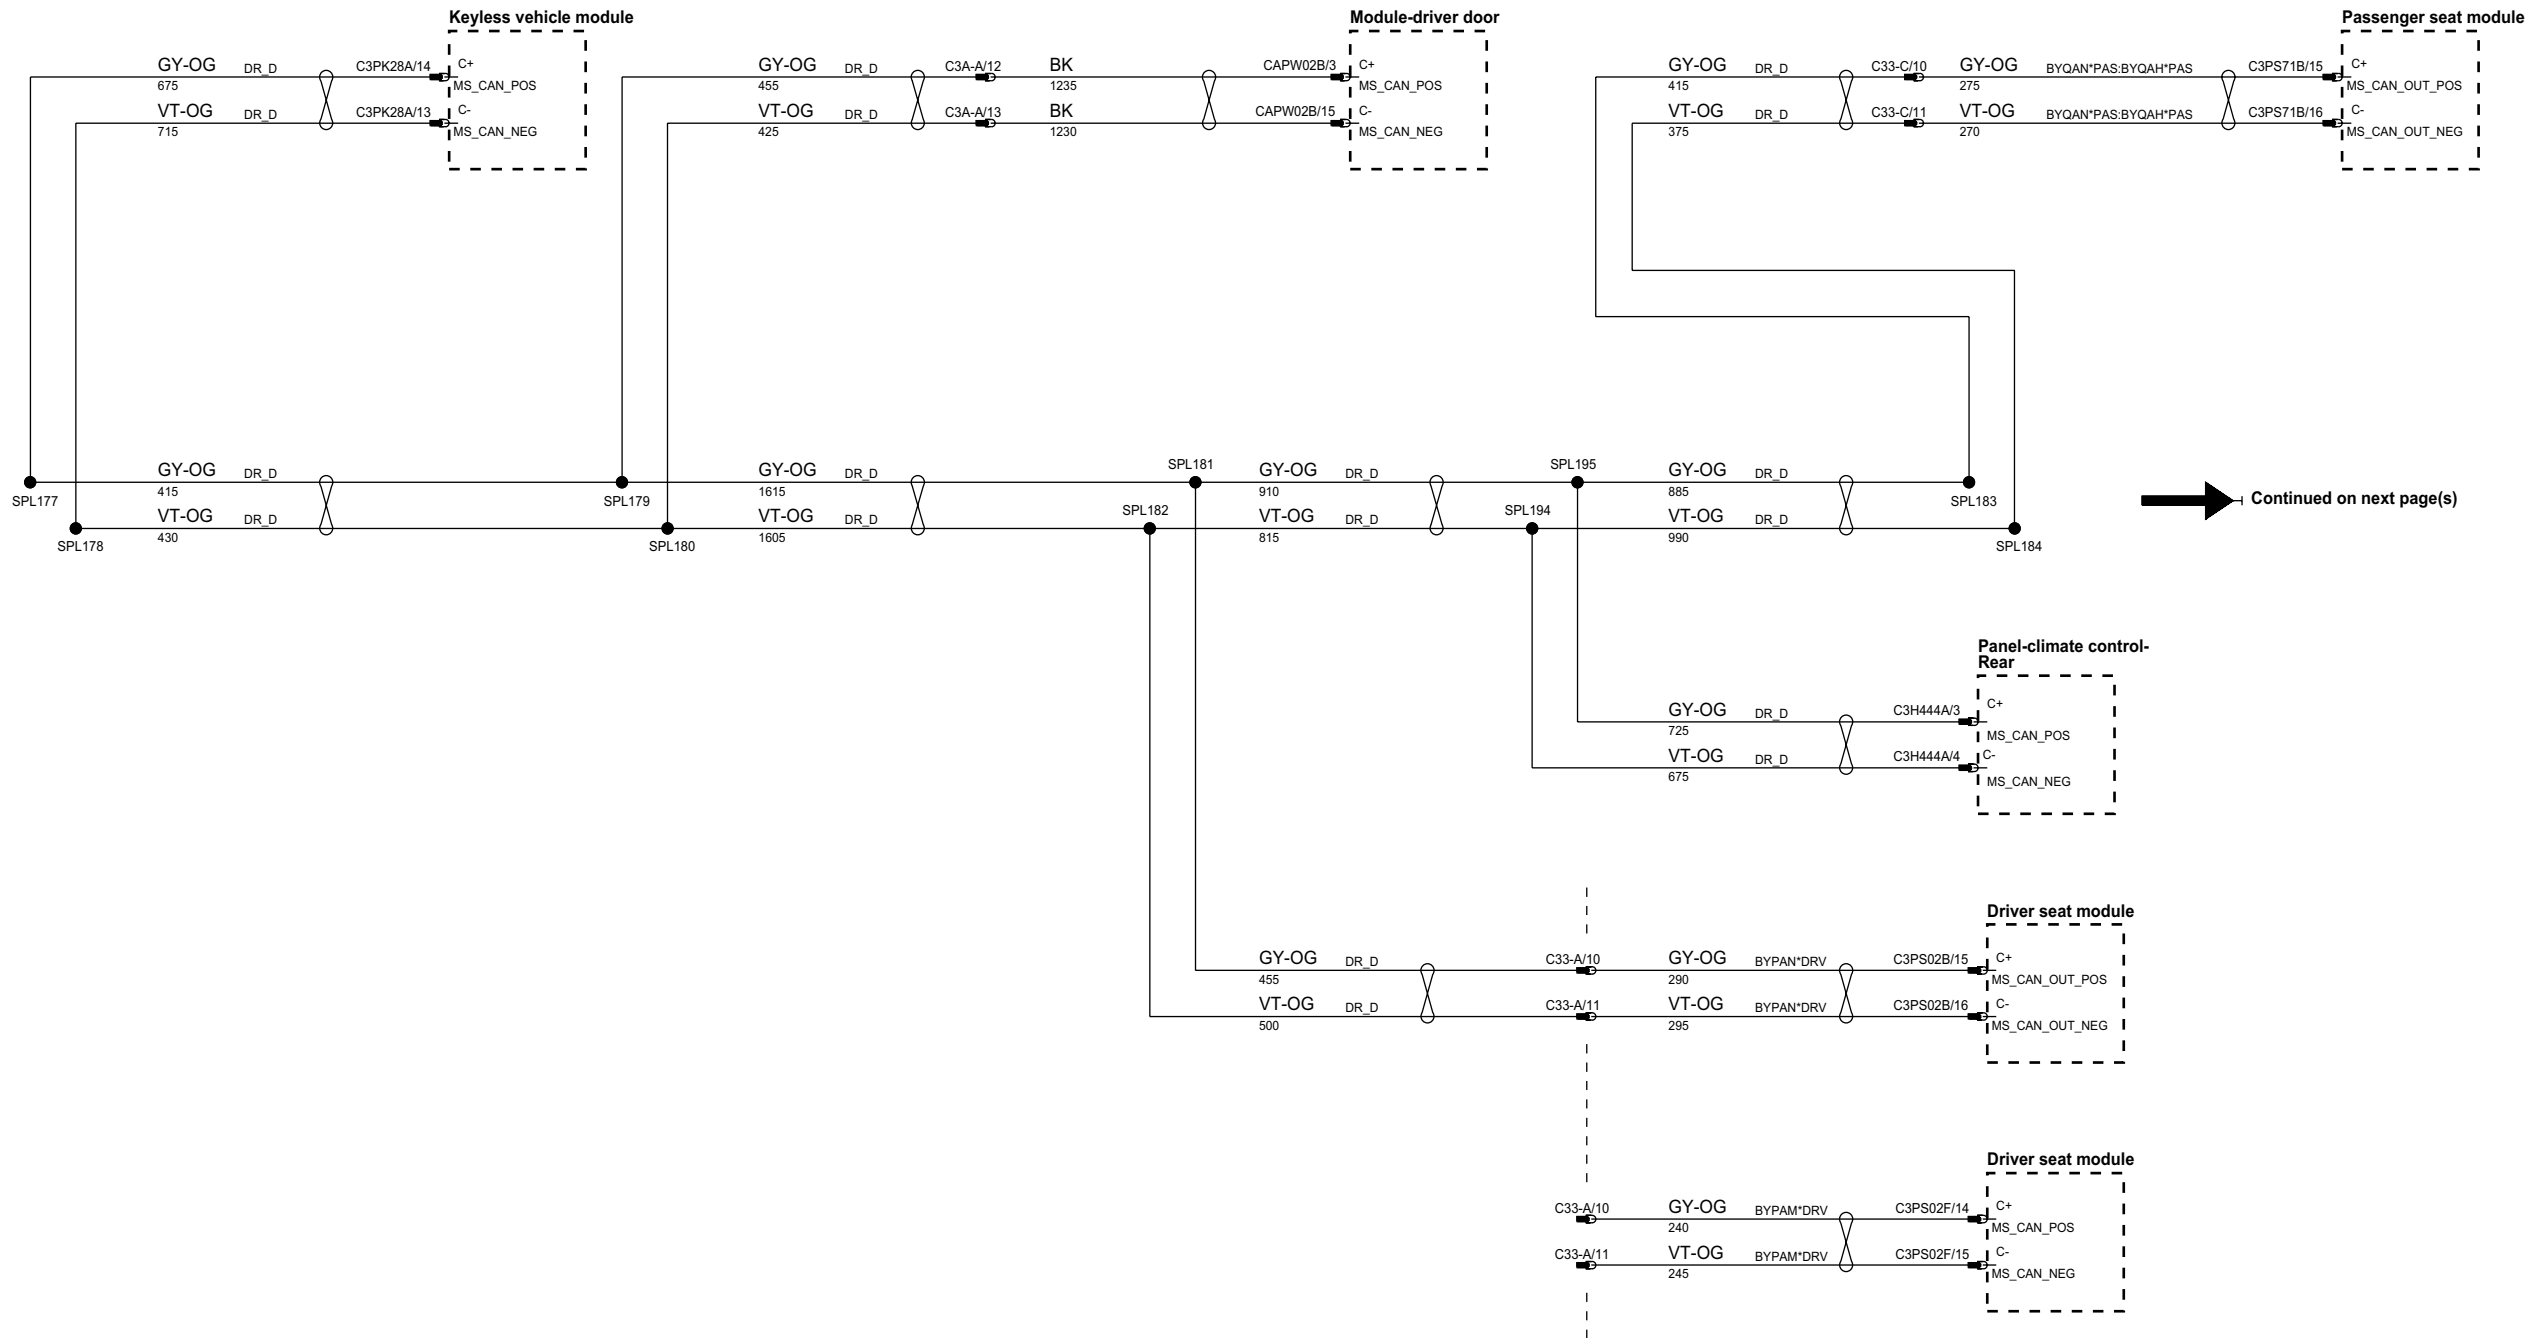 Keyless vehicle module
Module-driver door
Passenger seat module
GY-OG DR_D C3PK28A/14 C+
675 MS_CAN_POS
VT-OG DR_D C3PK28A/13 C-
715 MS_CAN_NEG
GY-OG DR_D C3A-A/12 BK CAPW02B/3 C+
455 1235 MS_CAN_POS
VT-OG DR_D C3A-A/13 BK CAPW02B/15 C-
425 1230 MS_CAN_NEG
GY-OG DR_D C33-C/10 GY-OG BYQAN*PAS:BYQAH*PAS C3PS71B/15 C+
415 275 MS_CAN_OUT_POS
VT-OG DR_D C33-C/11 VT-OG BYQAN*PAS:BYQAH*PAS C3PS71B/16 C-
375 270 MS_CAN_OUT_NEG
SPL181 SPL195
GY-OG DR_D GY-OG DR_D GY-OG DR_D GY-OG DR_D
SPL177 415 SPL179 1615 910 885 SPL183
Continued on next page(s)
SPL182 SPL194
VT-OG DR_D VT-OG DR_D VT-OG DR_D VT-OG DR_D
SPL178 430 SPL180 1605 815 990 SPL184
Panel-climate control-
Rear
GY-OG DR_D C3H444A/3 C+
725 MS_CAN_POS
VT-OG DR_D C3H444A/4 C-
675 MS_CAN_NEG
Driver seat module
GY-OG DR_D C33-A/10 GY-OG BYPAN*DRV C3PS02B/15 C+
455 290 MS_CAN_OUT_POS
VT-OG DR_D C33-A/11 VT-OG BYPAN*DRV C3PS02B/16 C-
500 295 MS_CAN_OUT_NEG
Driver seat module
C33-A/10 GY-OG BYPAM*DRV C3PS02F/14 C+
240 MS_CAN_POS
C33-A/11 VT-OG BYPAM*DRV C3PS02F/15 C-
245 MS_CAN_NEG